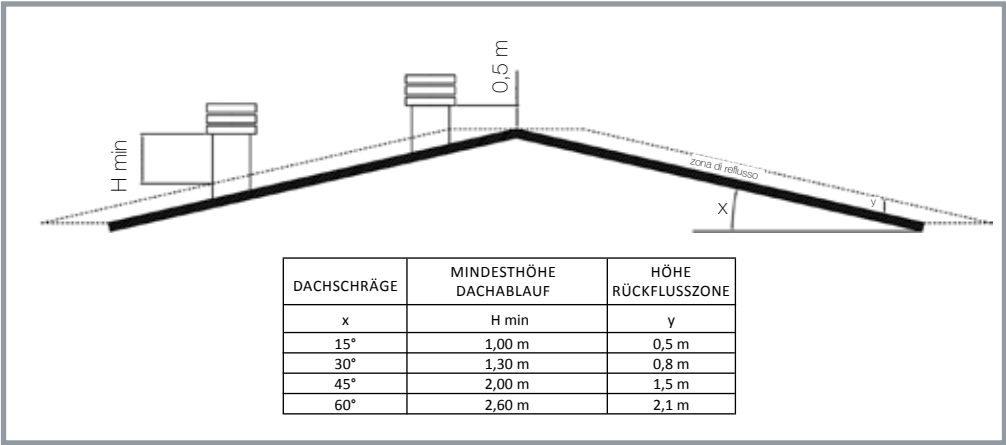 0,5 m
H min
zona di reflusso
X
y
DACHSCHRÄGE MINDESTHÖHE DACHABLAUF HÖHE RÜCKFLUSSZONE
x H min y
15° 1,00 m 0,5 m
30° 1,30 m 0,8 m
45° 2,00 m 1,5 m
60° 2,60 m 2,1 m